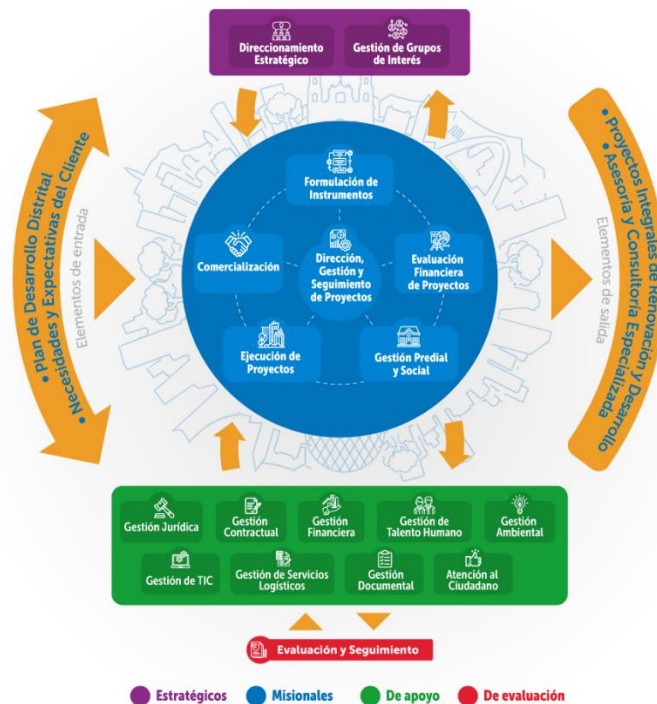 Direccionamiento
Estratégico
Gestión de Grupos
de Interés
• Plan de Desarrollo Distrital
• Necesidades y Expectativas del Cliente
Elementos de entrada
Formulación de
Instrumentos
Comercialización
Dirección,
Gestión y
Seguimiento
de Proyectos
Evaluación
Financiera
de Proyectos
Ejecución de
Proyectos
Gestión Predial
y Social
• Proyectos Integrales de Renovación y Desarrollo
• Asesoría y Consultoría Especializada
Elementos de salida
Gestión Jurídica
Gestión
Contractual
Gestión
Financiera
Gestión de
Talento Humano
Gestión
Ambiental
Gestión de TIC
Gestión de Servicios
Logísticos
Gestión
Documental
Atención al
Ciudadano
Evaluación y Seguimiento
Estratégicos
Misionales
De apoyo
De evaluación